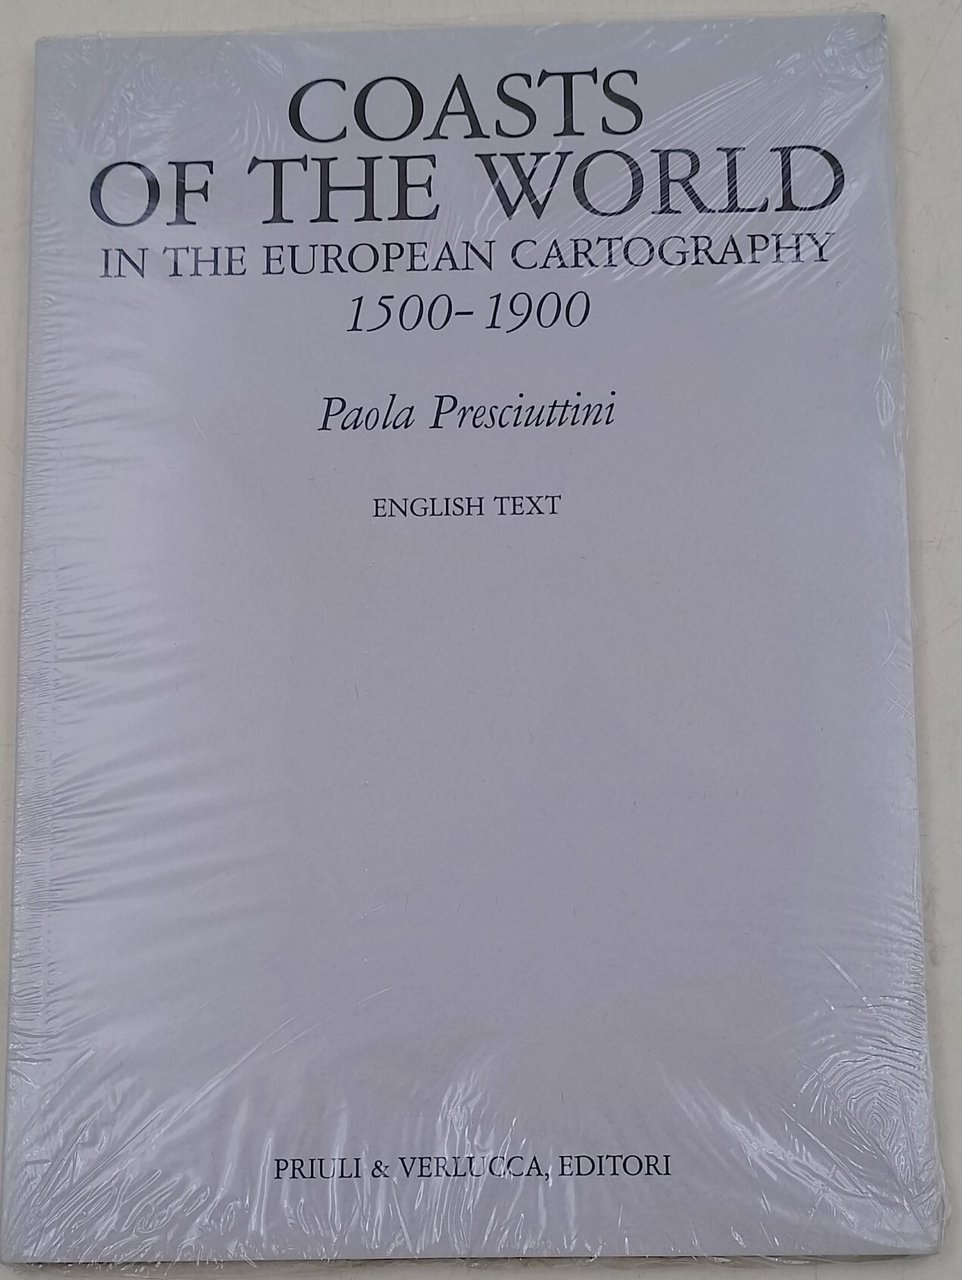 COASTS
OF THE WORLD
IN THE EUROPEAN CARTOGRAPHY
1500-1900
Paola Presciuttini
ENGLISH TEXT
PRIULI & VERLUCCA, EDITORI